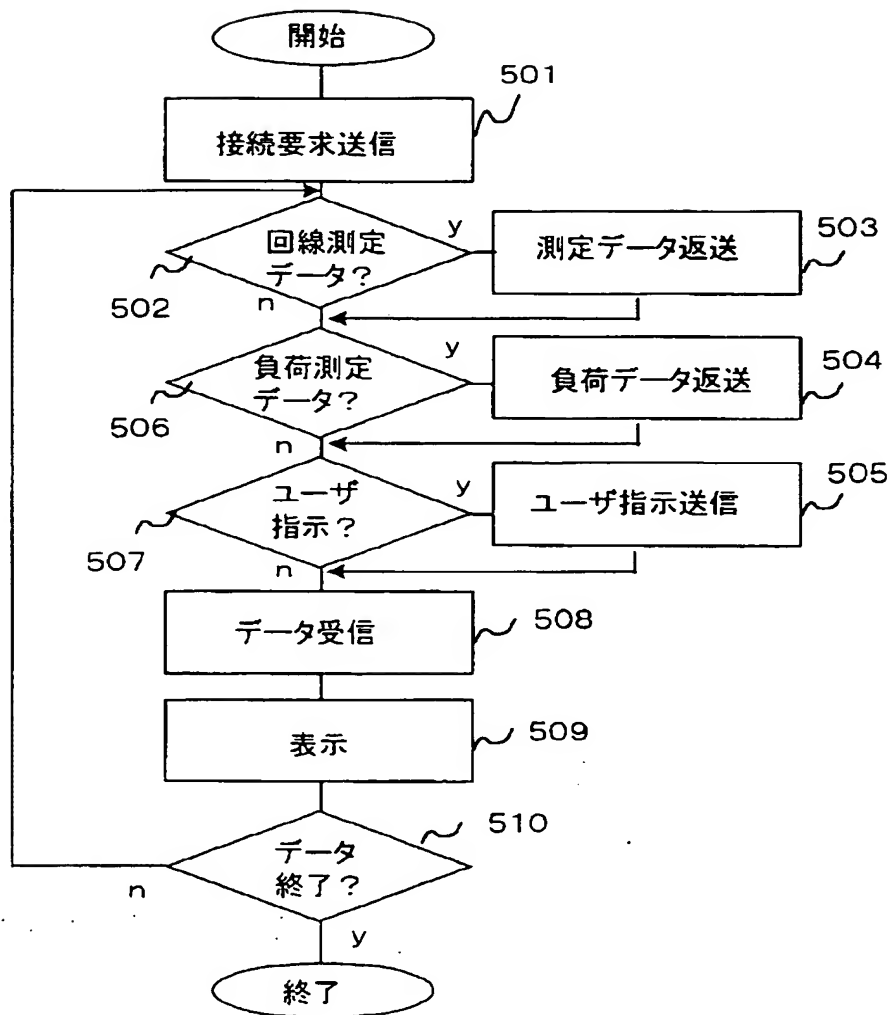 開始
501
接続要求送信
回線測定
データ?
y
測定データ返送
503
502
n
負荷測定
データ?
y
負荷データ返送
504
506
n
ユーザ
指示?
y
ユーザ指示送信
505
507
n
データ受信
508
表示
509
データ
終了?
510
n
y
終了